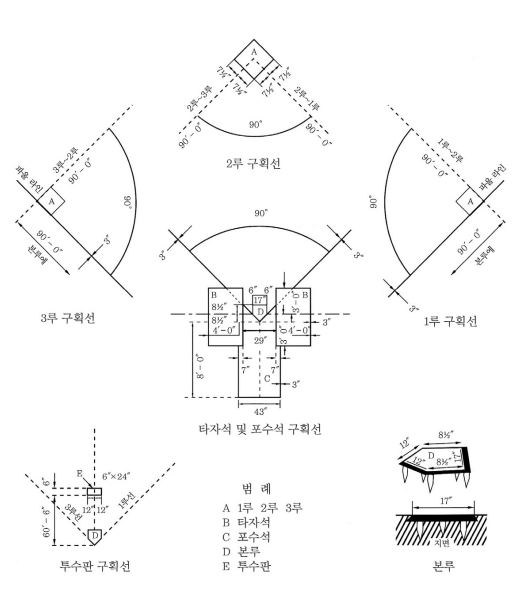 A
7½″
7½″
7½″
7½″
2루~3루
90′-0″
90°
2루~1루
90′-0″
2루 구획선
파울 라인
3루~2루
90′-0″
A
90°
90′-0″
본루에
3″
3루 구획선
1루~2루
90′-0″
파울 라인
A
90°
90′-0″
본루에
3″
1루 구획선
90°
3″
3″
B
6″ 6″
17″
D
B
8½″
8½″
3′-0″
3′-0″
4′-0″
29″
4′-0″
3″
8′-0″
7″
7″
C
3″
43″
타자석 및 포수석 구획선
E
6″×24″
6″
12″ 12″
60′-6″
3루선
1루선
D
투수판 구획선
범 례
A 1루 2루 3루
B 타자석
C 포수석
D 본루
E 투수판
12″
8½″
D
12″
8½″
17″
17″
지면
본루